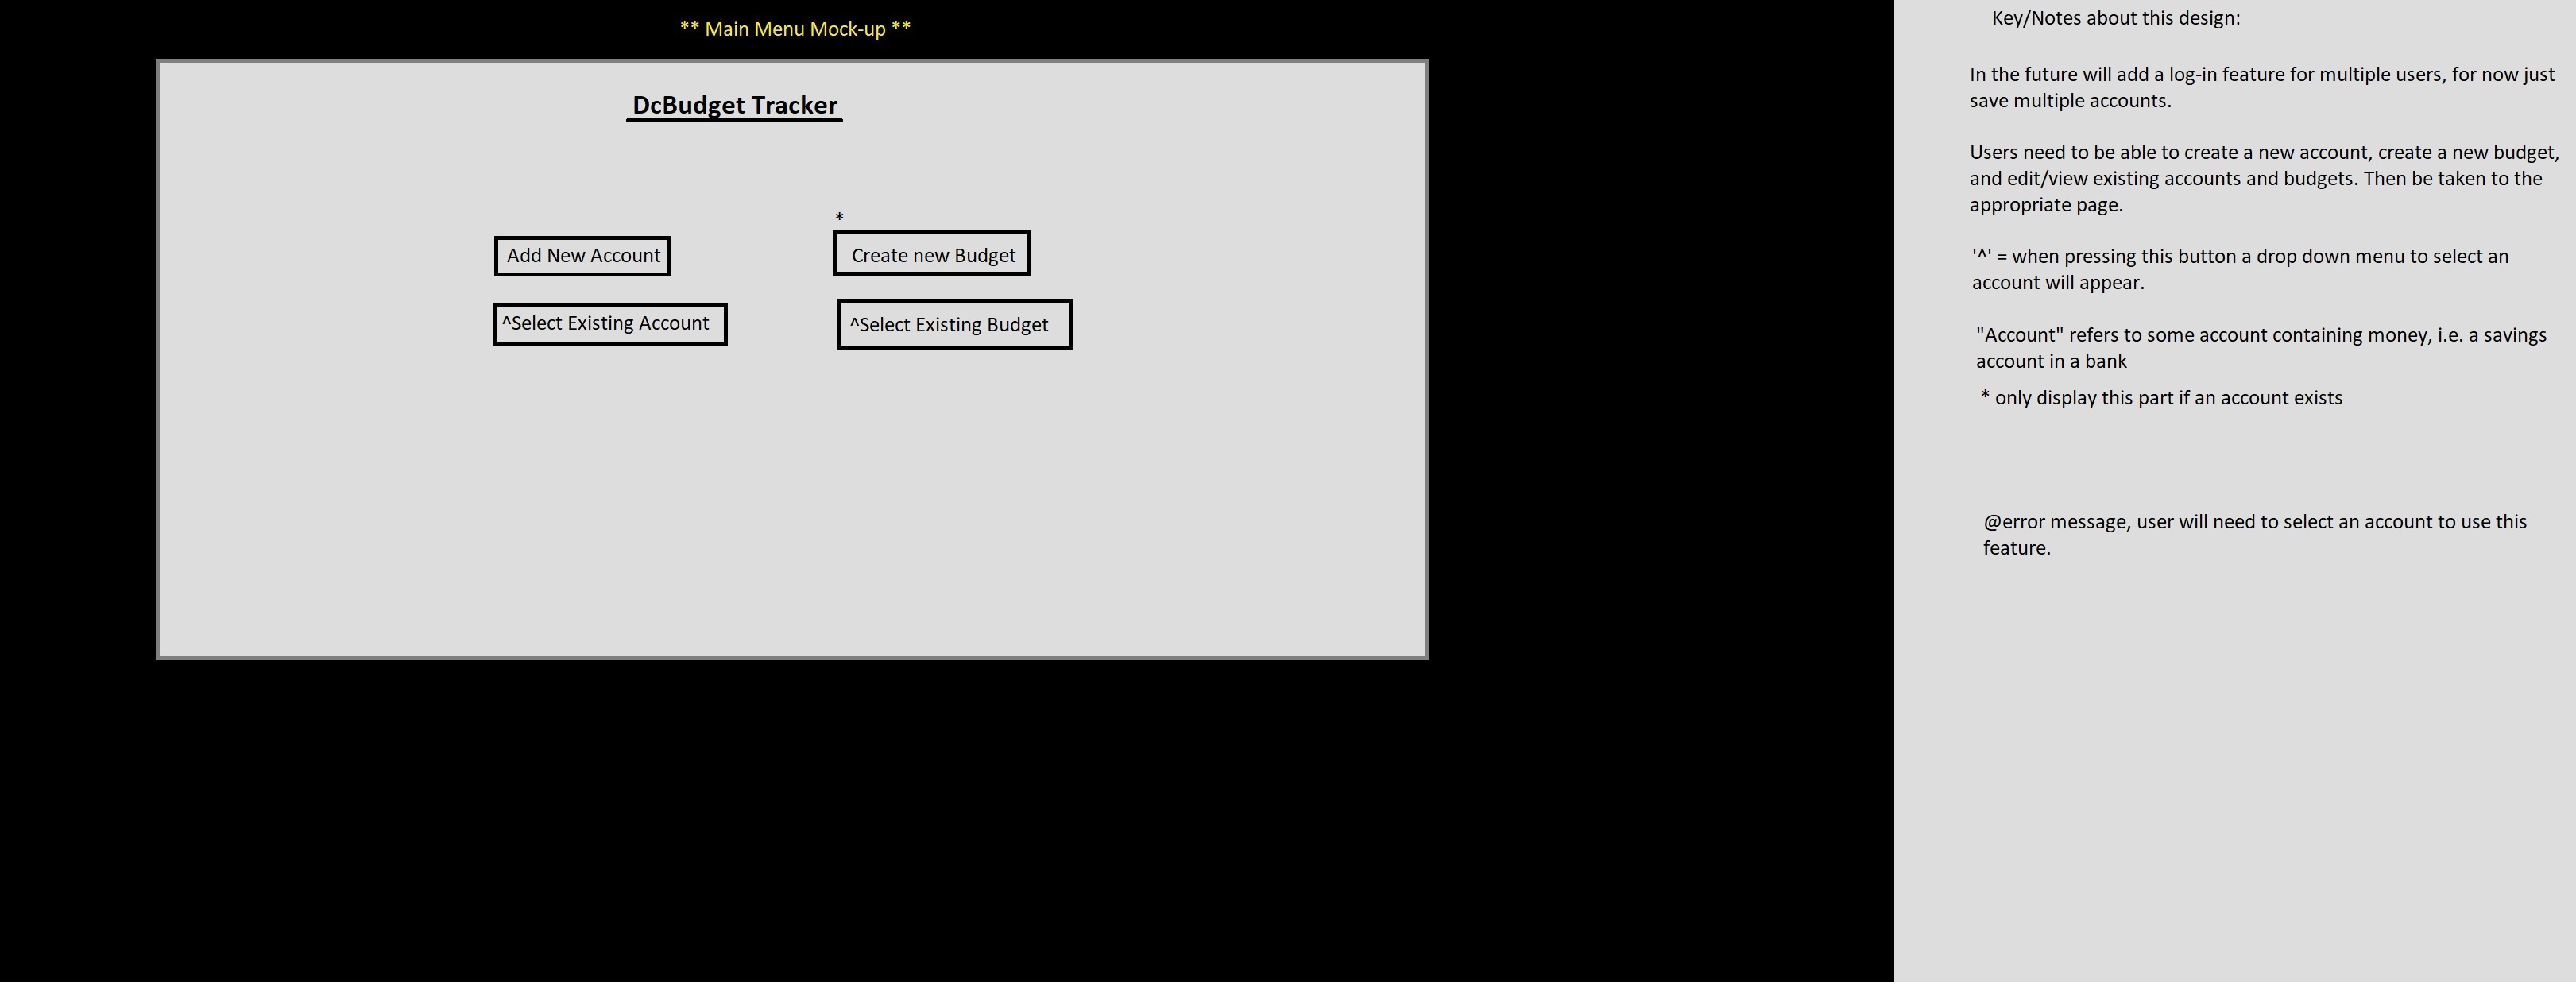 ** Main Menu Mock-up **
DcBudget Tracker
*
Add New Account
Create new Budget
^Select Existing Account
^Select Existing Budget
Key/Notes about this design:
In the future will add a log-in feature for multiple users, for now just
save multiple accounts.
Users need to be able to create a new account, create a new budget,
and edit/view existing accounts and budgets. Then be taken to the
appropriate page.
'^' = when pressing this button a drop down menu to select an
account will appear.
"Account" refers to some account containing money, i.e. a savings
account in a bank
* only display this part if an account exists
@error message, user will need to select an account to use this
feature.